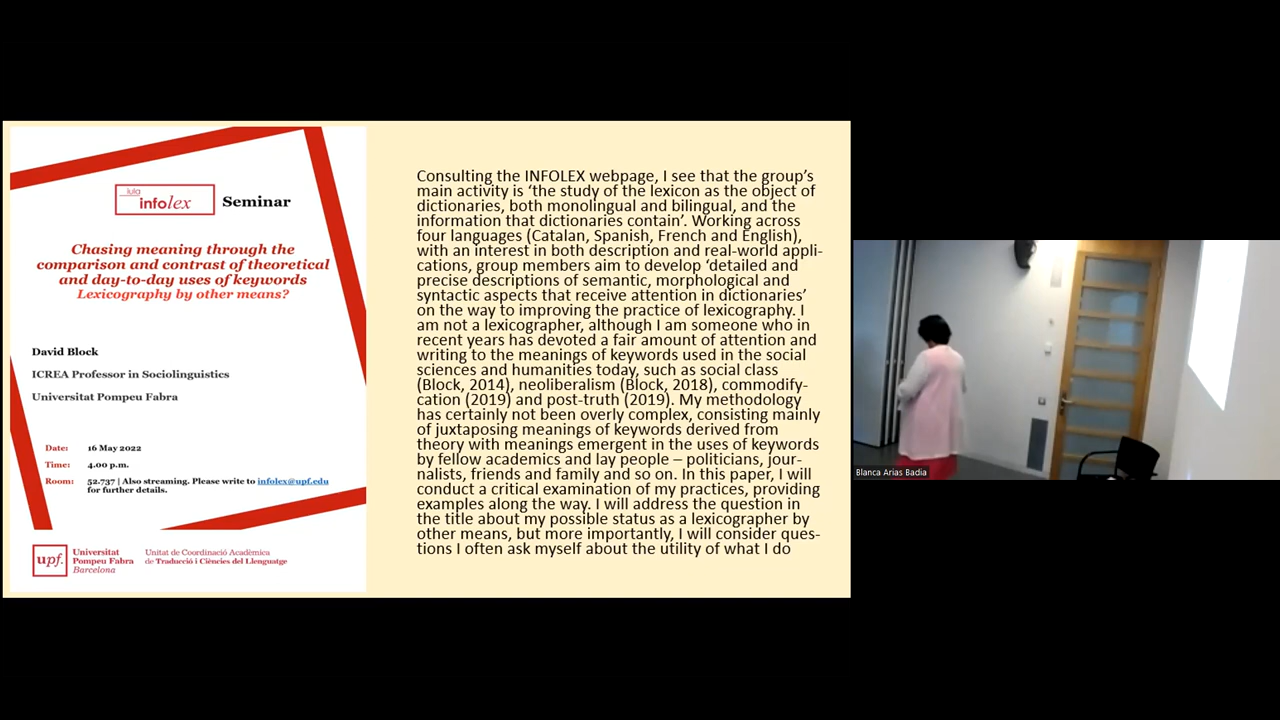 iula
infolex Seminar
Chasing meaning through the
comparison and contrast of theoretical
and day-to-day uses of keywords
Lexicography by other means?
David Block
ICREA Professor in Sociolinguistics
Universitat Pompeu Fabra
Date: 16 May 2022
Time: 4.00 p.m.
Room: 52.737 | Also streaming. Please write to infolex@upf.edu
for further details.
upf. Universitat
Pompeu Fabra
Barcelona
Unitat de Coordinació Acadèmica
de Traducció i Ciències del Llenguatge
Consulting the INFOLEX webpage, I see that the group's
main activity is ‘the study of the lexicon as the object of
dictionaries, both monolingual and bilingual, and the
information that dictionaries contain’. Working across
four languages (Catalan, Spanish, French and English),
with an interest in both description and real-world appli-
cations, group members aim to develop ‘detailed and
precise descriptions of semantic, morphological and
syntactic aspects that receive attention in dictionaries’
on the way to improving the practice of lexicography. I
am not a lexicographer, although I am someone who in
recent years has devoted a fair amount of attention and
writing to the meanings of keywords used in the social
sciences and humanities today, such as social class
(Block, 2014), neoliberalism (Block, 2018), commodify-
cation (2019) and post-truth (2019). My methodology
has certainly not been overly complex, consisting mainly
of juxtaposing meanings of keywords derived from
theory with meanings emergent in the uses of keywords
by fellow academics and lay people – politicians, jour-
nalists, friends and family and so on. In this paper, I will
conduct a critical examination of my practices, providing
examples along the way. I will address the question in
the title about my possible status as a lexicographer by
other means, but more importantly, I will consider ques-
tions I often ask myself about the utility of what I do
Blanca Arias Badia